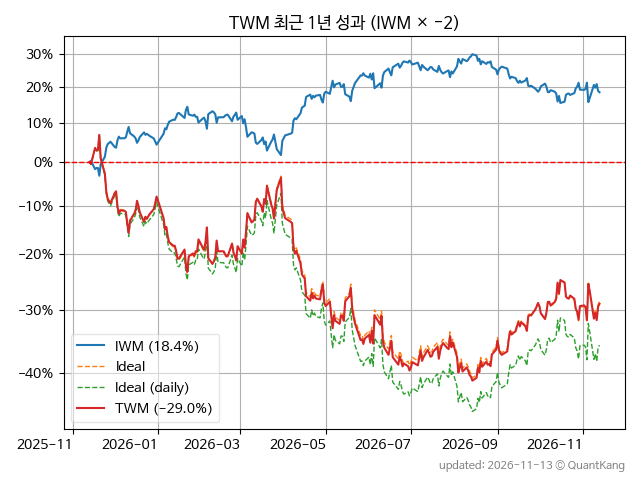 TWM 최근 1년 성과 (IWM × −2)
30%
20%
10%
0%
−10%
−20%
−30%
−40%
IWM (18.4%)
Ideal
Ideal (daily)
TWM (−29.0%)
2025−11
2026−01
2026−03
2026−05
2026−07
2026−09
2026−11
updated: 2026−11−13 © QuantKang